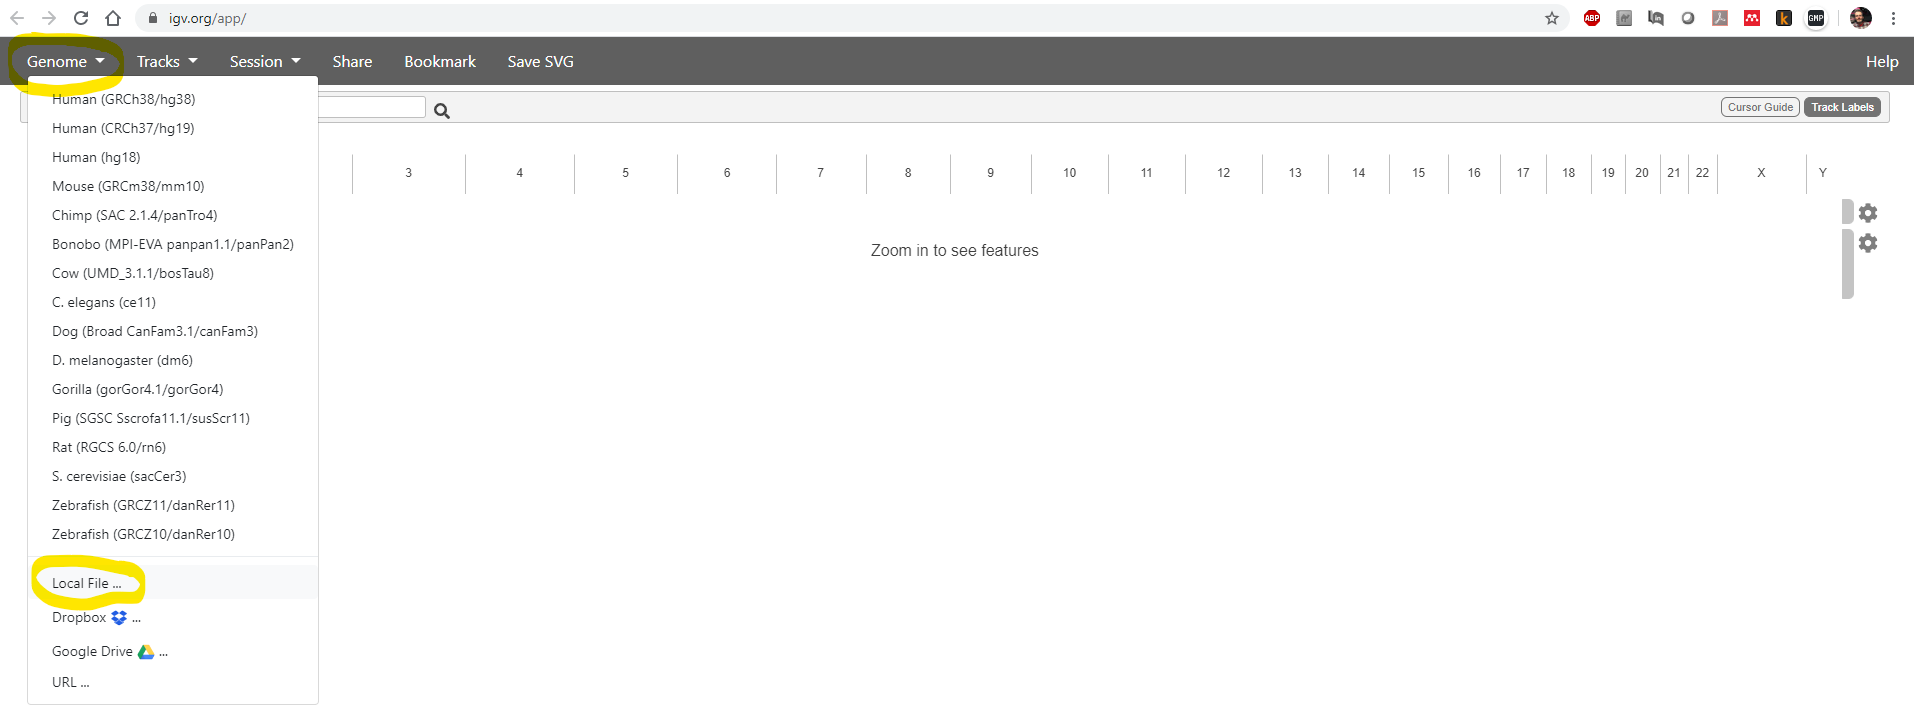 igv.org/app/
ABP
GMP
Genome Tracks Session Share Bookmark Save SVG Help
Cursor Guide Track Labels
Human (GRCh38/hg38)
Human (CRCh37/hg19)
Human (hg18)
Mouse (GRCm38/mm10)
Chimp (SAC 2.1.4/panTro4)
Bonobo (MPI-EVA panpan1.1/panPan2)
Cow (UMD_3.1.1/bosTau8)
C. elegans (ce11)
Dog (Broad CanFam3.1/canFam3)
D. melanogaster (dm6)
Gorilla (gorGor4.1/gorGor4)
Pig (SGSC Sscrofa11.1/susScr11)
Rat (RGCS 6.0/rn6)
S. cerevisiae (sacCer3)
Zebrafish (GRCZ11/danRer11)
Zebrafish (GRCZ10/danRer10)
Local File ...
Dropbox ...
Google Drive ...
URL ...
3 4 5 6 7 8 9 10 11 12 13 14 15 16 17 18 19 20 21 22 X Y
Zoom in to see features